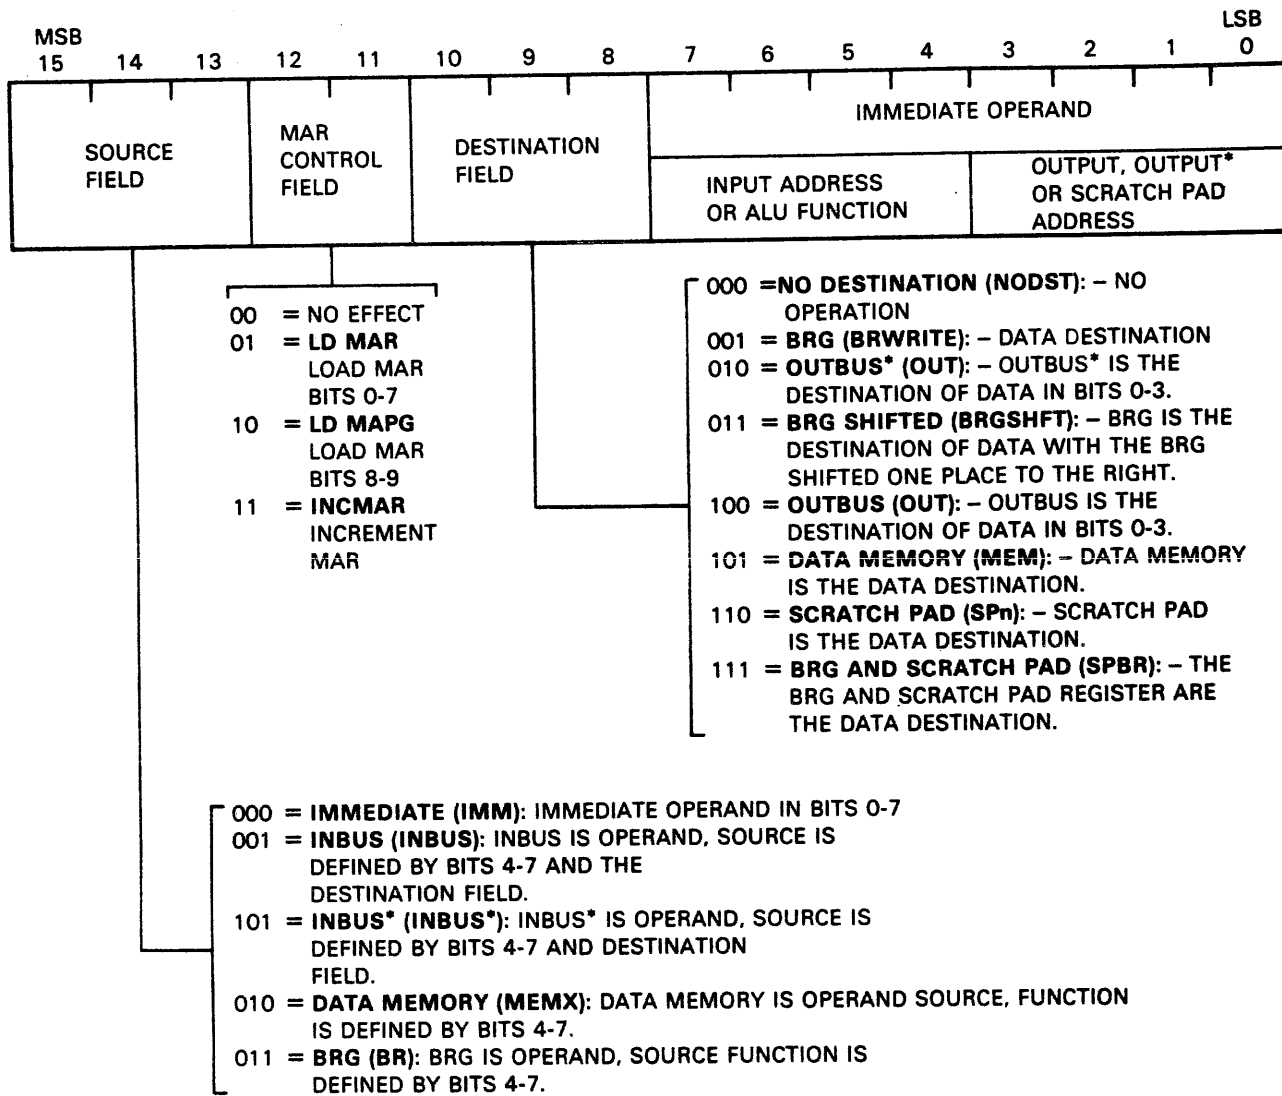 MSB LSB
15 14 13 12 11 10 9 8 7 6 5 4 3 2 1 0
SOURCE
FIELD
MAR
CONTROL
FIELD
DESTINATION
FIELD
IMMEDIATE OPERAND
INPUT ADDRESS
OR ALU FUNCTION
OUTPUT, OUTPUT*
OR SCRATCH PAD
ADDRESS
00 = NO EFFECT
01 = LD MAR
LOAD MAR
BITS 0-7
10 = LD MAPG
LOAD MAR
BITS 8-9
11 = INCMAR
INCREMENT
MAR
000 =NO DESTINATION (NODST): – NO
OPERATION
001 = BRG (BRWRITE): – DATA DESTINATION
010 = OUTBUS* (OUT): – OUTBUS* IS THE
DESTINATION OF DATA IN BITS 0-3.
011 = BRG SHIFTED (BRGSHFT): – BRG IS THE
DESTINATION OF DATA WITH THE BRG
SHIFTED ONE PLACE TO THE RIGHT.
100 = OUTBUS (OUT): – OUTBUS IS THE
DESTINATION OF DATA IN BITS 0-3.
101 = DATA MEMORY (MEM): – DATA MEMORY
IS THE DATA DESTINATION.
110 = SCRATCH PAD (SPn): – SCRATCH PAD
IS THE DATA DESTINATION.
111 = BRG AND SCRATCH PAD (SPBR): – THE
BRG AND SCRATCH PAD REGISTER ARE
THE DATA DESTINATION.
000 = IMMEDIATE (IMM): IMMEDIATE OPERAND IN BITS 0-7
001 = INBUS (INBUS): INBUS IS OPERAND, SOURCE IS
DEFINED BY BITS 4-7 AND THE
DESTINATION FIELD.
101 = INBUS* (INBUS*): INBUS* IS OPERAND, SOURCE IS
DEFINED BY BITS 4-7 AND DESTINATION
FIELD.
010 = DATA MEMORY (MEMX): DATA MEMORY IS OPERAND SOURCE, FUNCTION
IS DEFINED BY BITS 4-7.
011 = BRG (BR): BRG IS OPERAND, SOURCE FUNCTION IS
DEFINED BY BITS 4-7.